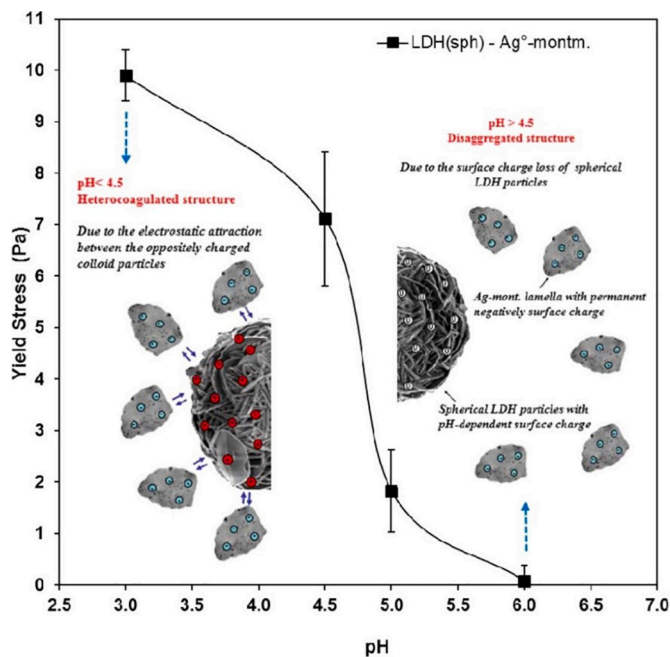 11
10
9
8
7
6
5
4
3
2
1
0
Yield Stress (Pa)
LDH(sph) - Ag°-montm.
pH< 4.5
Heterocoagulated structure
Due to the electrostatic attraction
between the oppositely charged
colloid particles
pH > 4.5
Disaggregated structure
Due to the surface charge loss of spherical
LDH particles
Ag-mont. lamella with permanent
negatively surface charge
Spherical LDH particles with
pH-dependent surface charge
2.5 3.0 3.5 4.0 4.5 5.0 5.5 6.0 6.5 7.0
pH